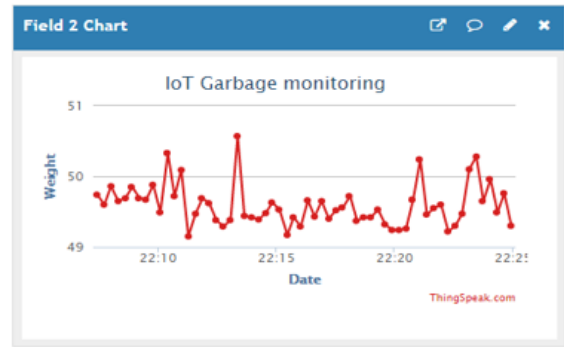 Field 2 Chart
IoT Garbage monitoring
51
50
49
Weight
22:10 22:15 22:20 22:25
Date
ThingSpeak.com